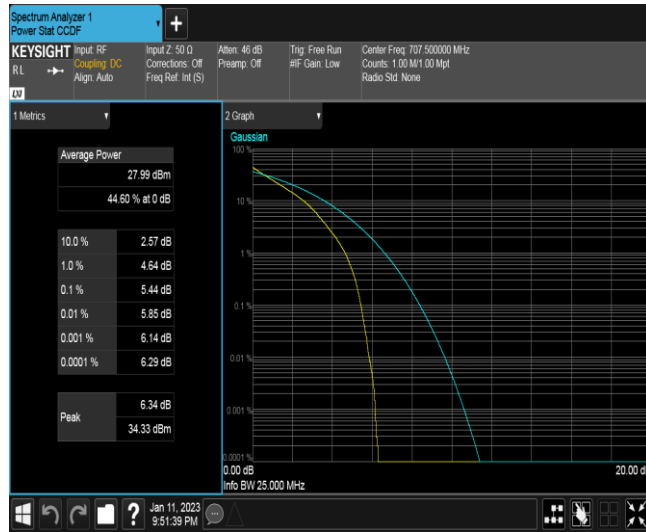 Spectrum Analyzer 1
Power Stat CCDF
+
KEYSIGHT
RL
LXI
Input: RF
Coupling: DC
Align: Auto
Input Z: 50 Ω
Corrections: Off
Freq Ref: Int (S)
Atten: 46 dB
Preamp: Off
Trig: Free Run
#IF Gain: Low
Center Freq: 707.500000 MHz
Counts: 1.00 M/1.00 Mpt
Radio Std: None
1 Metrics
Average Power
27.99 dBm
44.60 % at 0 dB
10.0 % 2.57 dB
1.0 % 4.64 dB
0.1 % 5.44 dB
0.01 % 5.85 dB
0.001 % 6.14 dB
0.0001 % 6.29 dB
Peak
6.34 dB
34.33 dBm
2 Graph
Gaussian
100 %
10 %
1 %
0.1 %
0.01 %
0.001 %
0.0001 %
0.00 dB
20.00 d
Info BW 25.000 MHz
?
Jan 11, 2023
9:51:39 PM